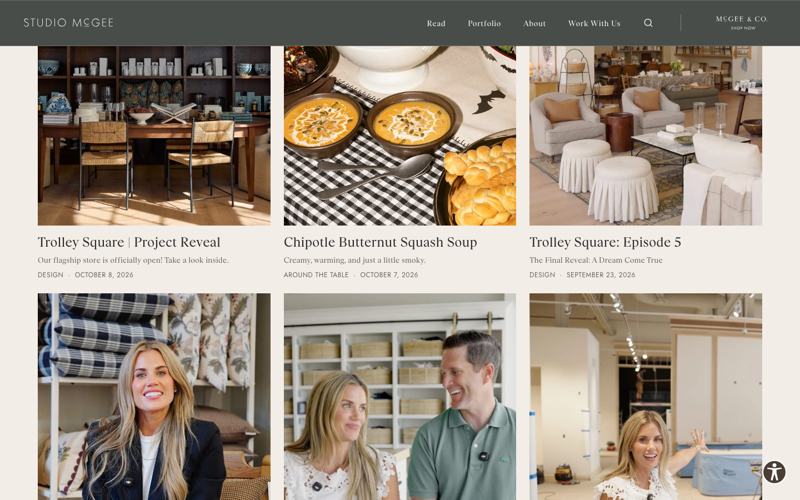 STUDIO McGEE
Read
Portfolio
About
Work With Us
McGEE & CO.
SHOP NOW
Trolley Square | Project Reveal
Our flagship store is officially open! Take a look inside.
DESIGN · OCTOBER 8, 2026
Chipotle Butternut Squash Soup
Creamy, warming, and just a little smoky.
AROUND THE TABLE · OCTOBER 7, 2026
Trolley Square: Episode 5
The Final Reveal: A Dream Come True
DESIGN · SEPTEMBER 23, 2026